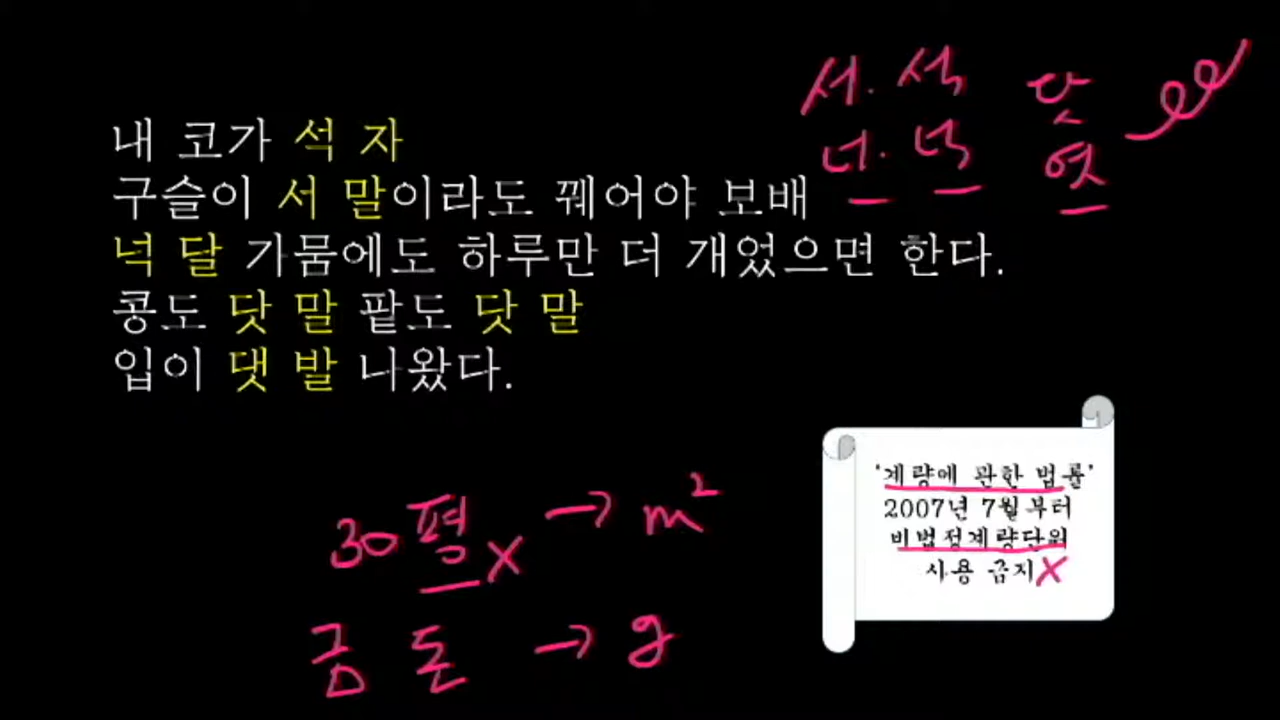 내 코가 석 자
구슬이 서 말이라도 꿰어야 보배
넉 달 가뭄에도 하루만 더 개었으면 한다.
콩도 닷 말 팥도 닷 말
입이 댓 발 나왔다.
서. 석
너. 넉
닷
엿
'계량에 관한 법률'
2007년 7월부터
비법정계량단위
사용 금지X
30평X → m²
금 돈 → g